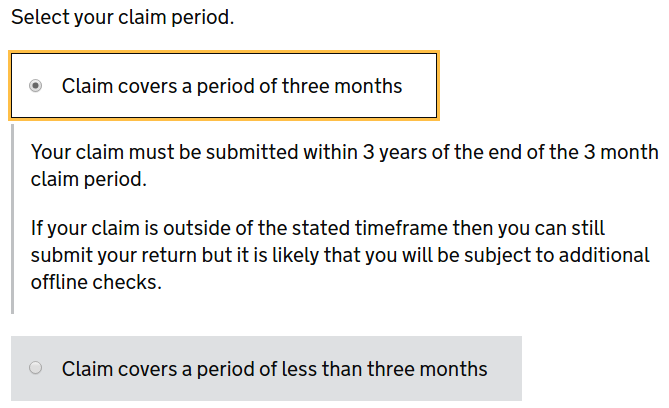 Select your claim period.
Claim covers a period of three months
Your claim must be submitted within 3 years of the end of the 3 month
claim period.
If your claim is outside of the stated timeframe then you can still
submit your return but it is likely that you will be subject to additional
offline checks.
Claim covers a period of less than three months